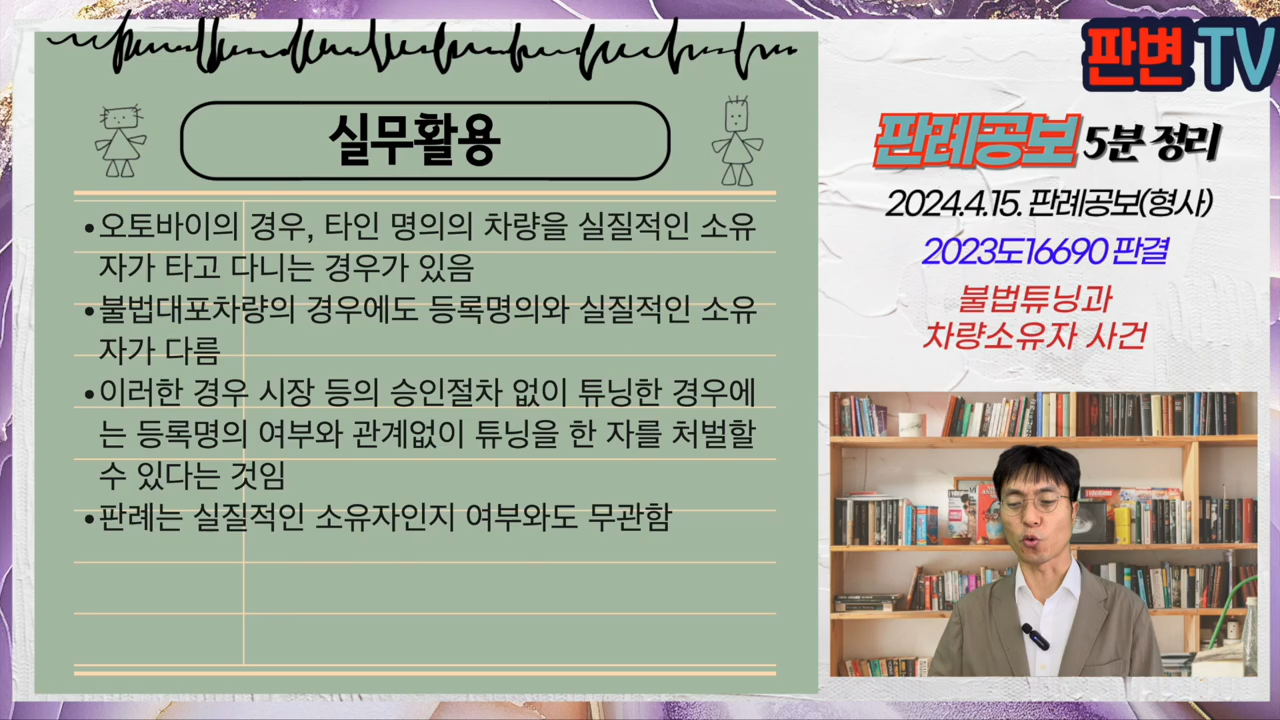 판변 TV
실무활용
•오토바이의 경우, 타인 명의의 차량을 실질적인 소유
자가 타고 다니는 경우가 있음
•불법대포차량의 경우에도 등록명의와 실질적인 소유
자가 다름
•이러한 경우 시장 등의 승인절차 없이 튜닝한 경우에
는 등록명의 여부와 관계없이 튜닝을 한 자를 처벌할
수 있다는 것임
•판례는 실질적인 소유자인지 여부와도 무관함
판례공보 5분 정리
2024.4.15. 판례공보(형사)
2023도16690 판결
불법튜닝과
차량소유자 사건